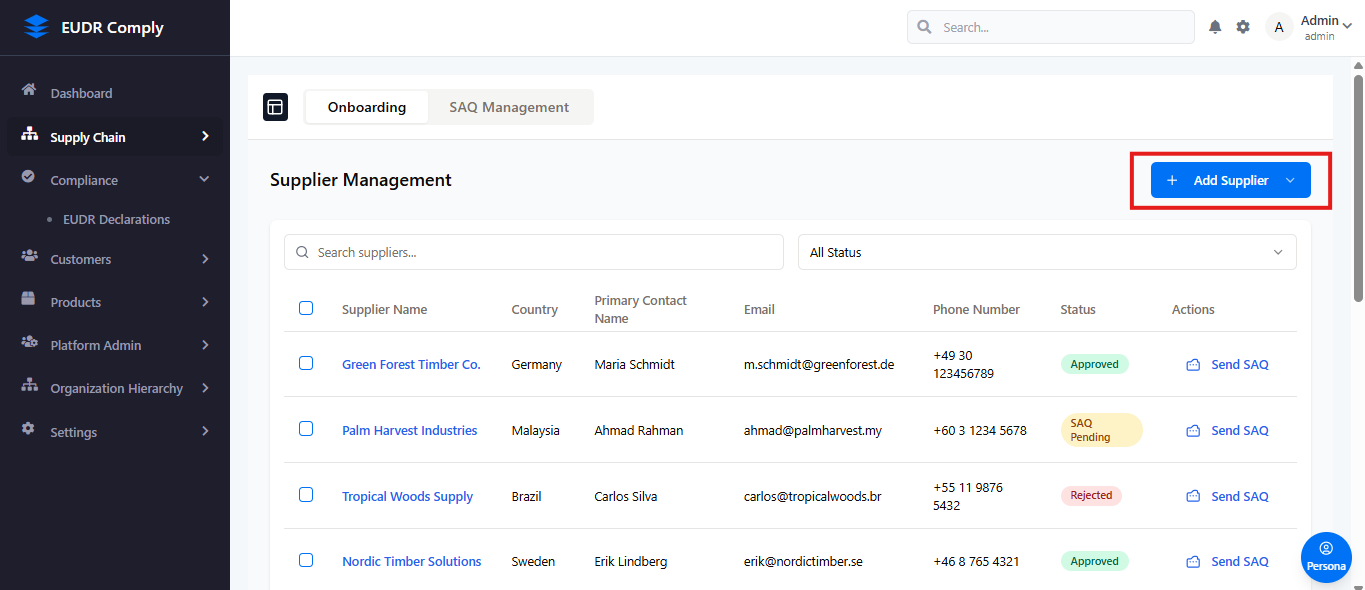 EUDR Comply
Search...
A
Admin
admin
Dashboard
Supply Chain
Compliance
EUDR Declarations
Customers
Products
Platform Admin
Organization Hierarchy
Settings
Onboarding
SAQ Management
Supplier Management
+ Add Supplier
Search suppliers...
All Status
Supplier Name
Country
Primary Contact
Name
Email
Phone Number
Status
Actions
Green Forest Timber Co.
Germany
Maria Schmidt
m.schmidt@greenforest.de
+49 30
123456789
Approved
Send SAQ
Palm Harvest Industries
Malaysia
Ahmad Rahman
ahmad@palmharvest.my
+60 3 1234 5678
SAQ
Pending
Send SAQ
Tropical Woods Supply
Brazil
Carlos Silva
carlos@tropicalwoods.br
+55 11 9876
5432
Rejected
Send SAQ
Nordic Timber Solutions
Sweden
Erik Lindberg
erik@nordictimber.se
+46 8 765 4321
Approved
Send SAQ
Persona